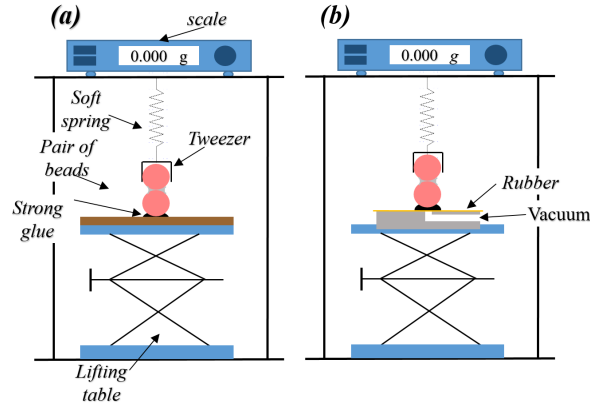 (a)
scale
0.000 g
Soft
spring
Tweezer
Pair of
beads
Strong
glue
Lifting
table
(b)
0.000 g
Rubber
Vacuum